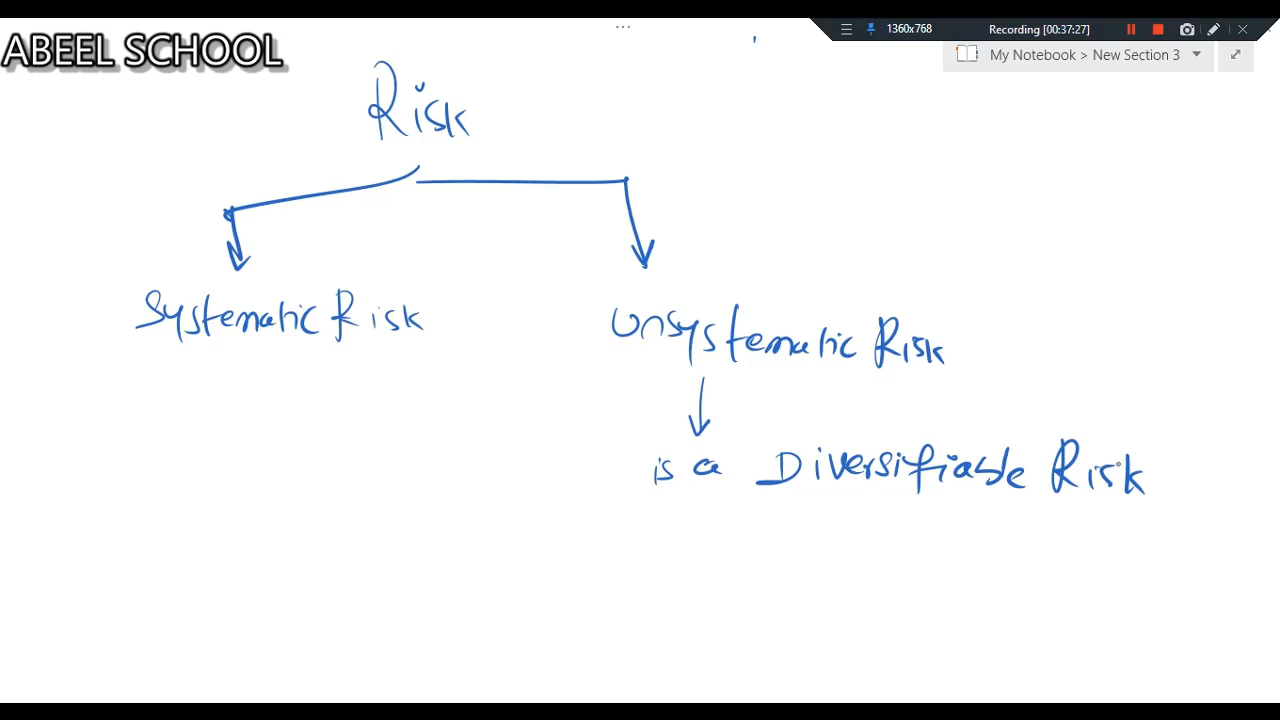 ABEEL SCHOOL
1360x768
Recording [00:37:27]
My Notebook > New Section 3
Risk
Systematic Risk
Unsystematic Risk
is a Diversifiable Risk